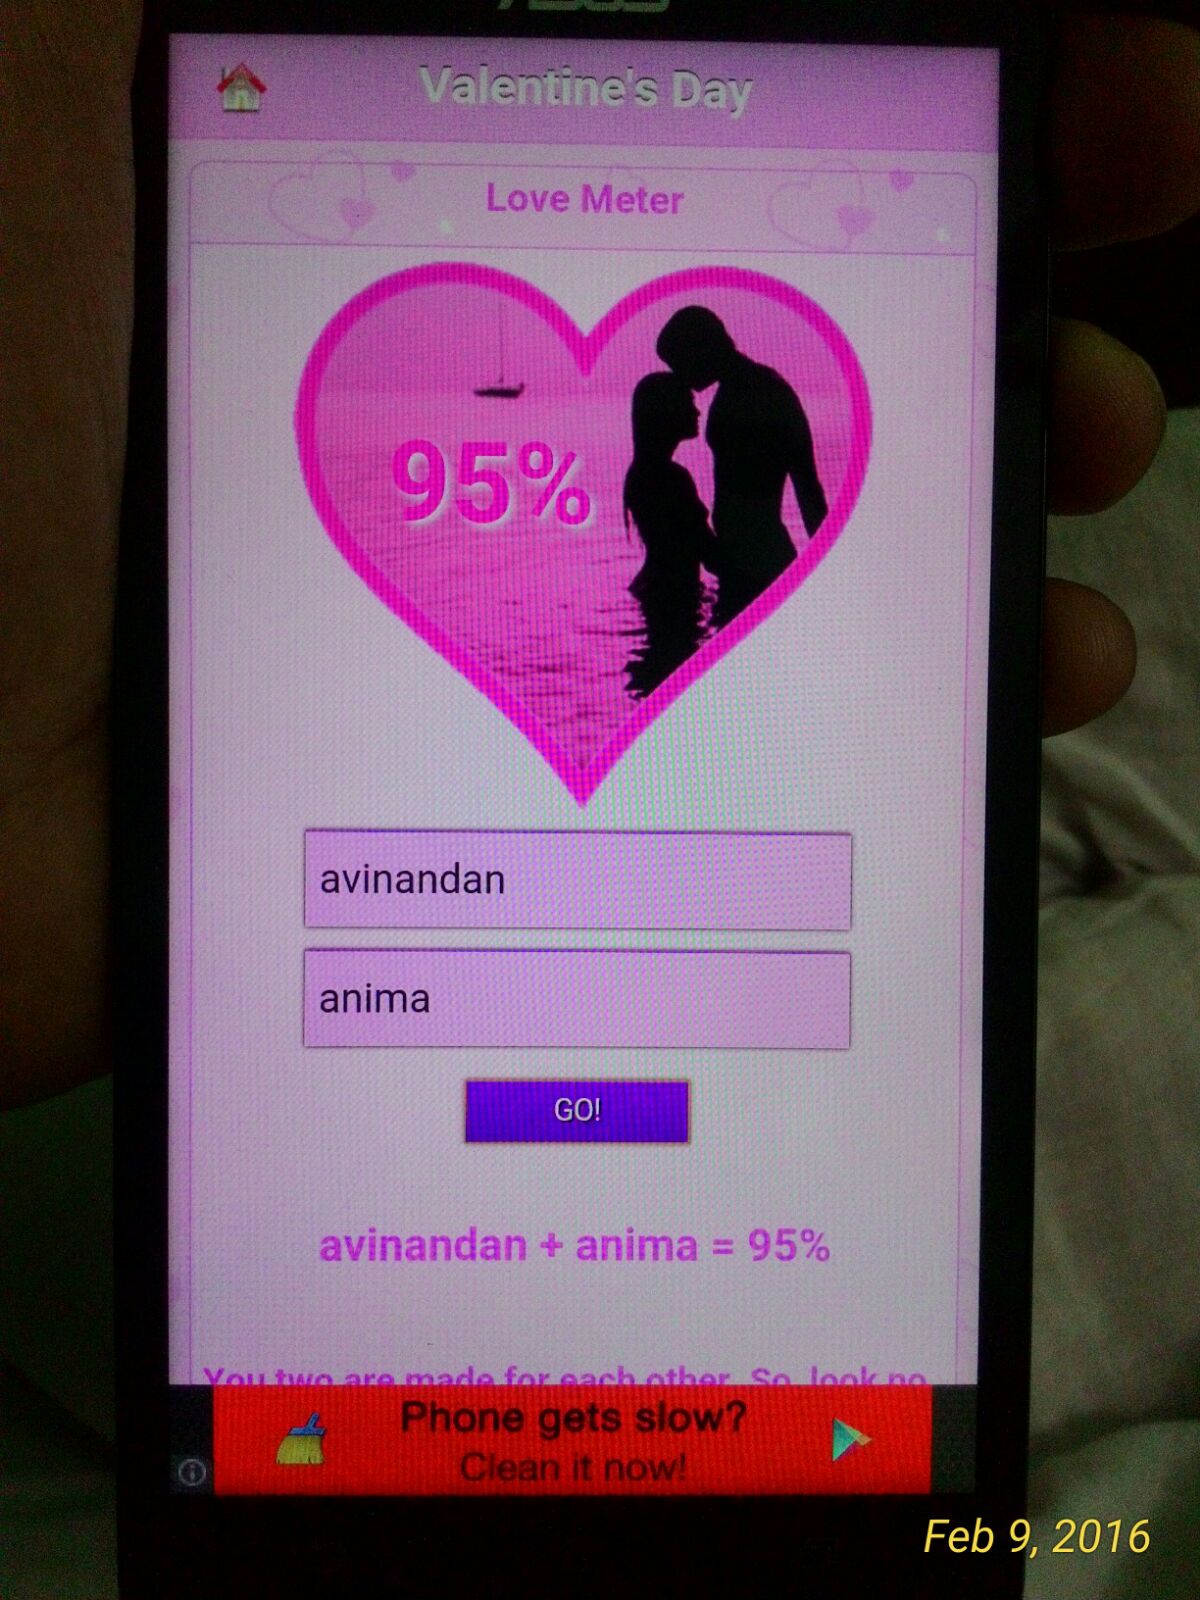 ASUS
Valentine's Day
Love Meter
95%
avinandan
anima
GO!
avinandan + anima = 95%
You two are made for each other. So, look no
Phone gets slow?
Clean it now!
Feb 9, 2016